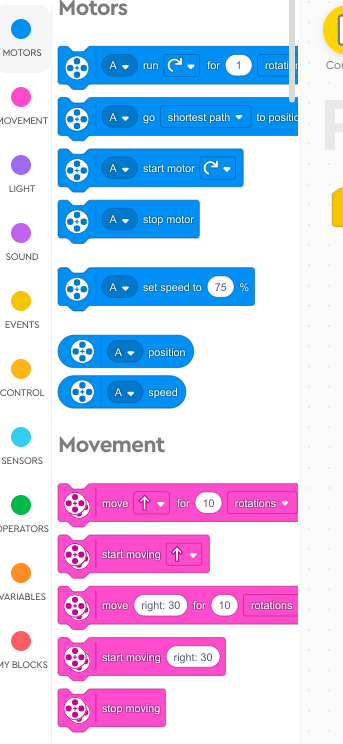 Motors
MOTORS
A run for 1 rotatio
Con
MOVEMENT
A go shortest path to positio
A start motor
LIGHT
A stop motor
SOUND
A set speed to 75 %
EVENTS
A position
CONTROL
A speed
SENSORS
Movement
move for 10 rotations
OPERATORS
start moving
VARIABLES
move right: 30 for 10 rotations
MY BLOCKS
start moving right: 30
stop moving